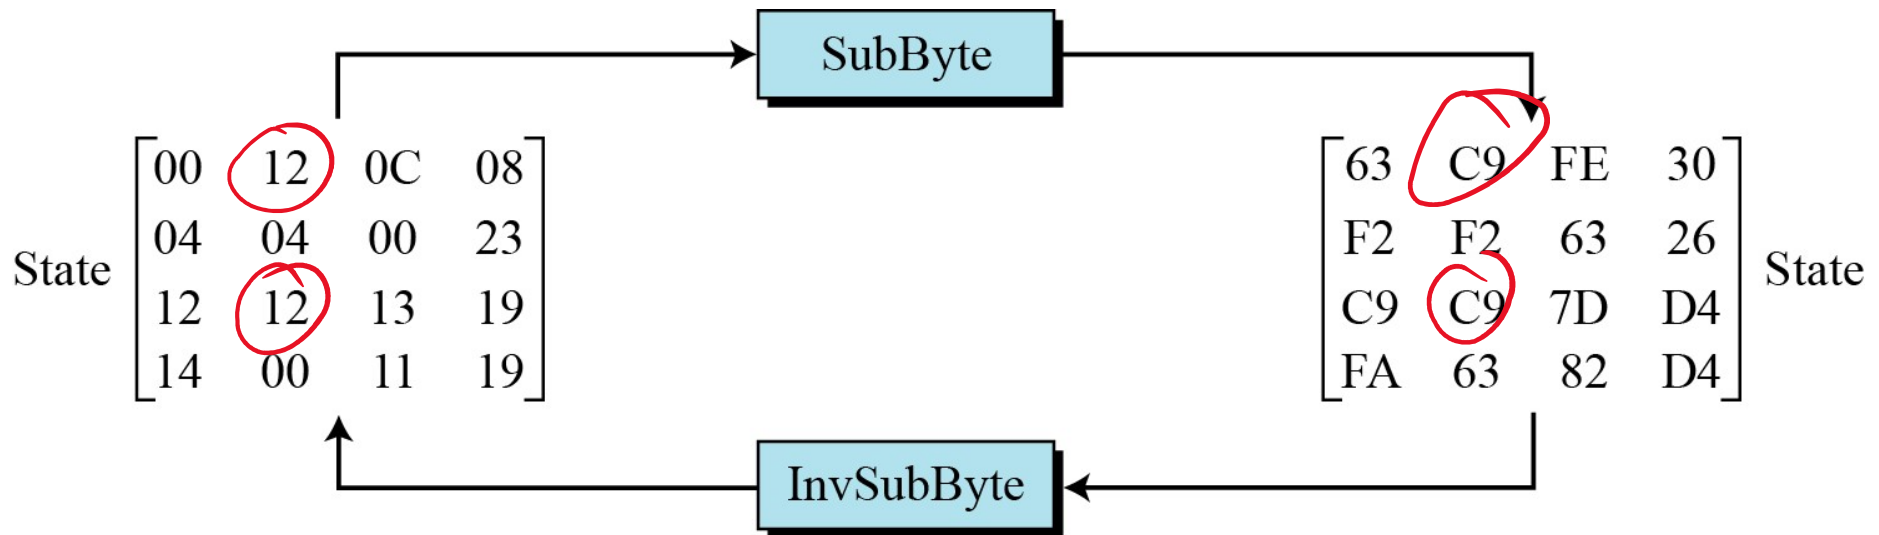 SubByte
00 12 0C 08
04 04 00 23
12 12 13 19
14 00 11 19
State
63 C9 FE 30
F2 F2 63 26
C9 C9 7D D4
FA 63 82 D4
State
InvSubByte